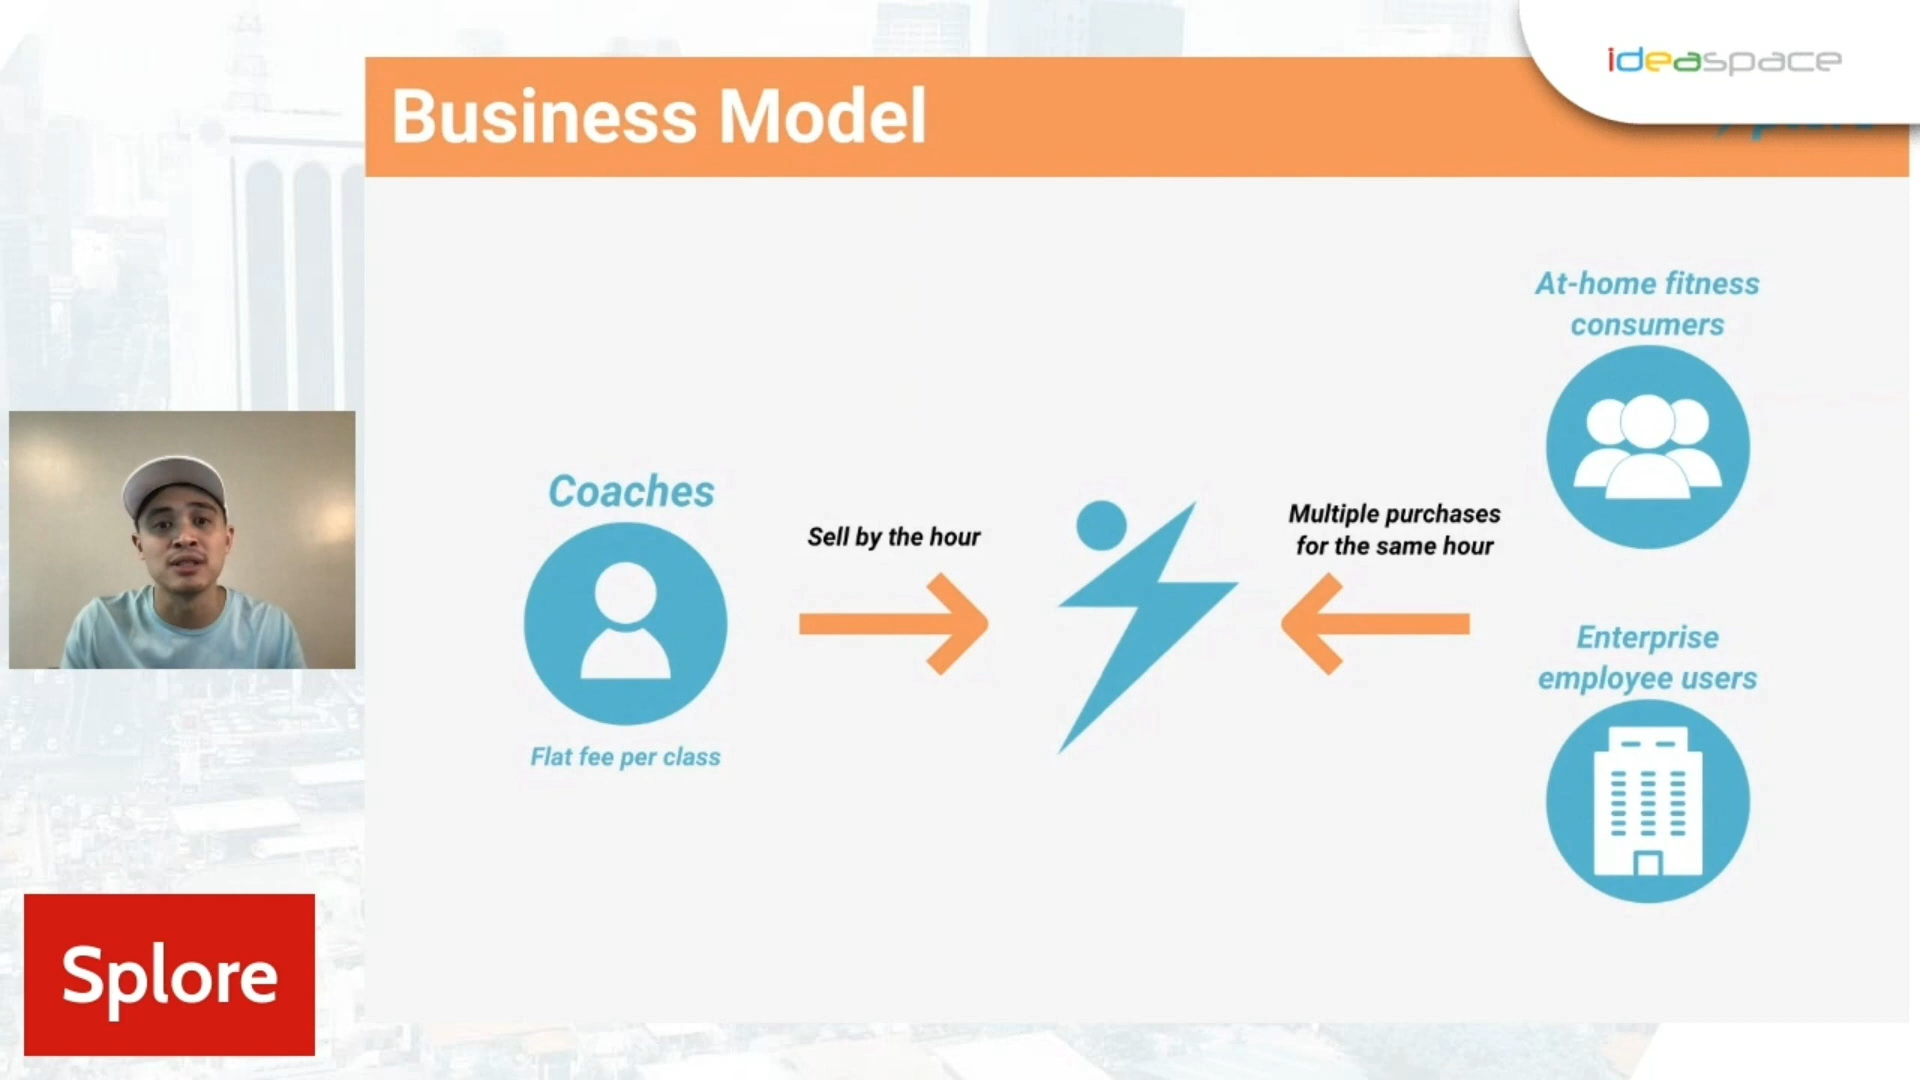 ideaspace
Business Model
At-home fitness
consumers
Coaches
Sell by the hour
Multiple purchases
for the same hour
Flat fee per class
Enterprise
employee users
Splore